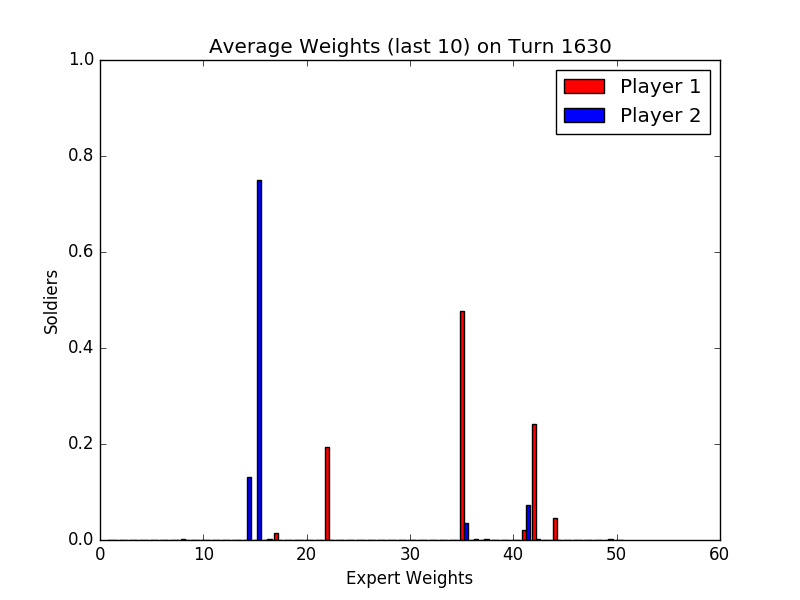 Average Weights (last 10) on Turn 1630
1.0
0.8
0.6
0.4
0.2
0.0
Soldiers
Player 1
Player 2
0 10 20 30 40 50 60
Expert Weights